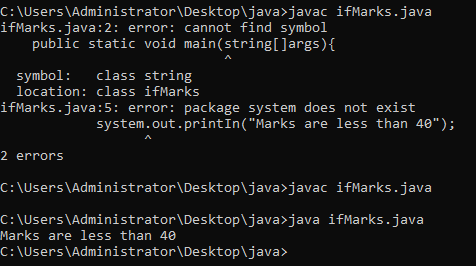 C:\Users\Administrator\Desktop\java>javac ifMarks.java
ifMarks.java:2: error: cannot find symbol
    public static void main(string[]args){
                            ^
  symbol:   class string
  location: class ifMarks
ifMarks.java:5: error: package system does not exist
            system.out.printIn("Marks are less than 40");
                  ^
2 errors

C:\Users\Administrator\Desktop\java>javac ifMarks.java

C:\Users\Administrator\Desktop\java>java ifMarks.java
Marks are less than 40
C:\Users\Administrator\Desktop\java>